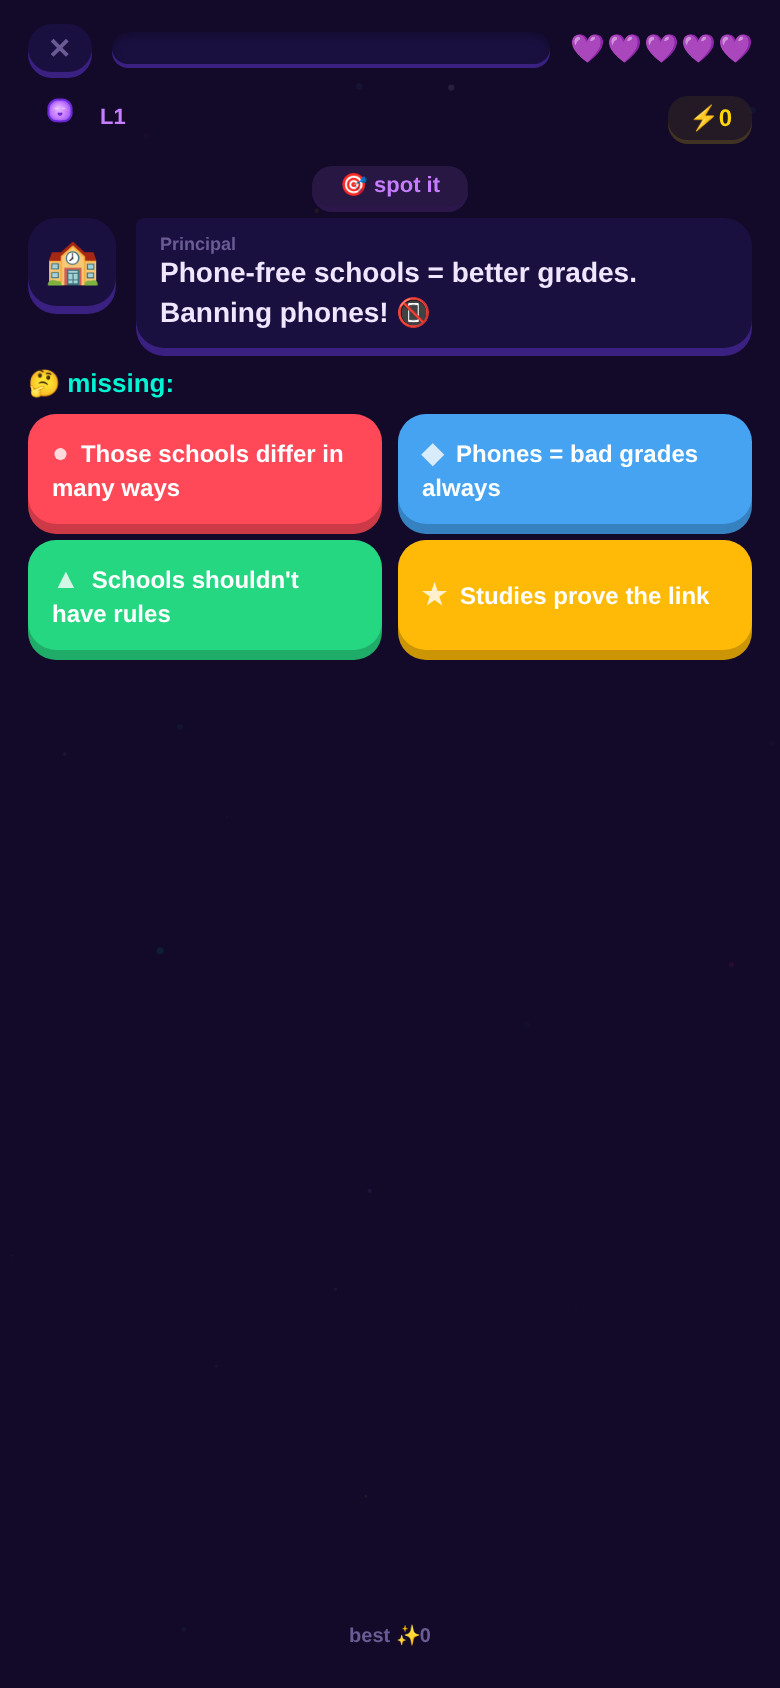 ✕ 💜💜💜💜💜
L1
⚡0
🎯 spot it
Principal
Phone-free schools = better grades.
Banning phones! 📵
🤔 missing:
● Those schools differ in
many ways
◆ Phones = bad grades
always
▲ Schools shouldn't
have rules
★ Studies prove the link
best ✨0